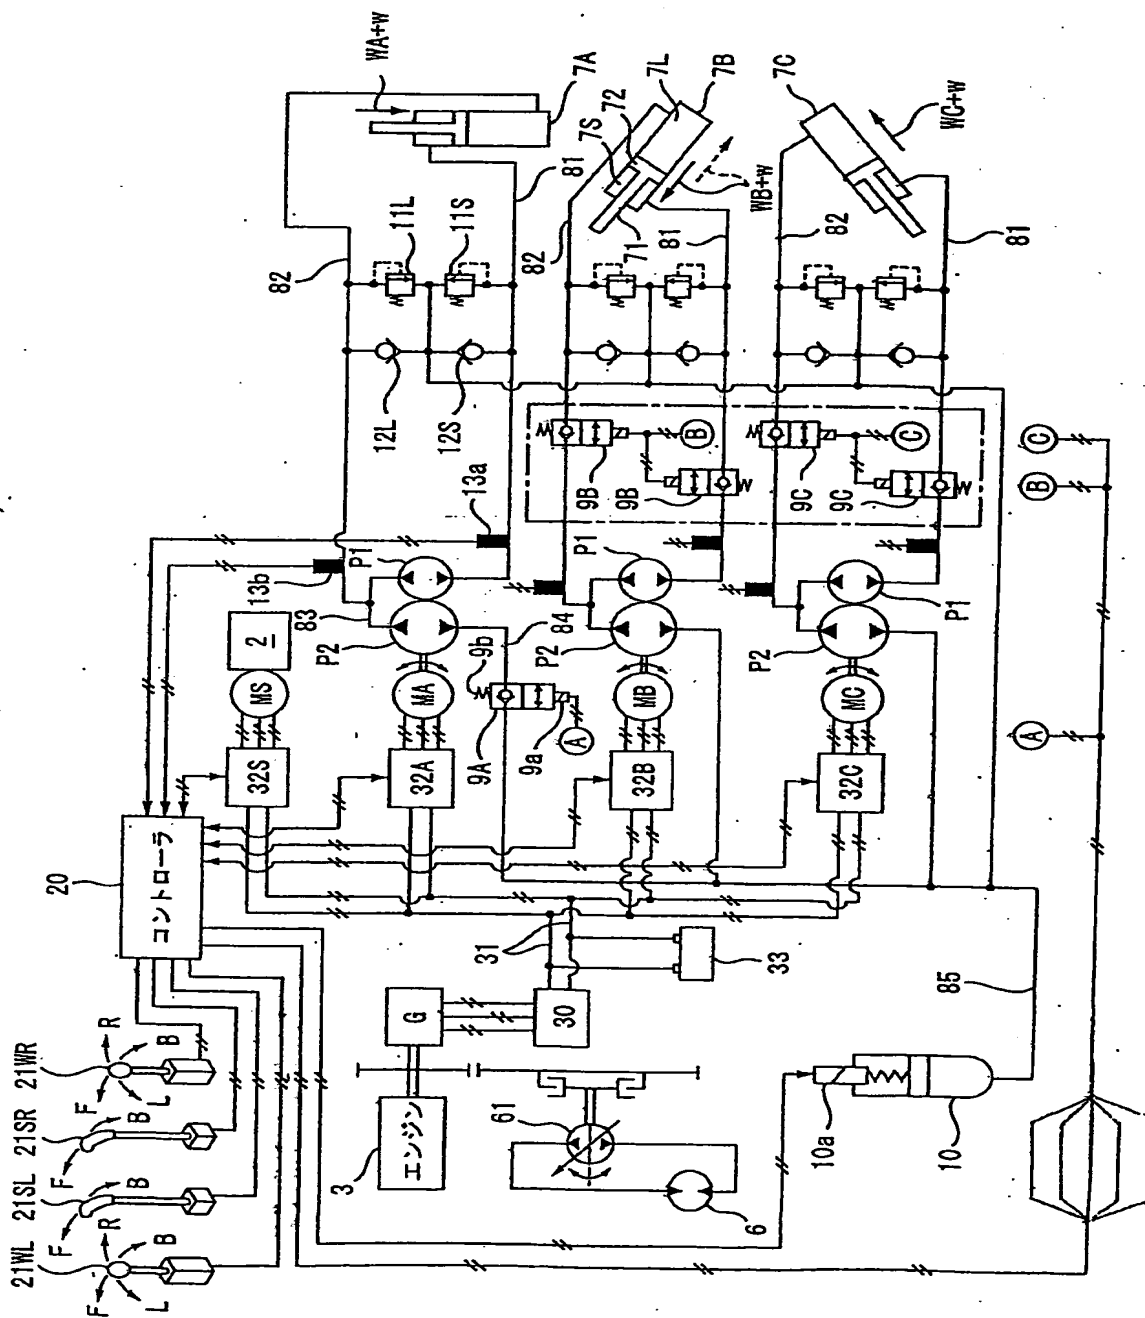 21WL
21SL
21SR
21WR
F
R
B
L
F
B
F
B
F
R
B
L
20
コントローラ
3
エンジン
G
30
31
33
61
6
10a
10
85
32S
MS
2
13b
13a
32A
MA
P2
P1
83
84
9A
9b
9a
A
32B
MB
P2
P1
32C
MC
P2
P1
82
12L
12S
11L
11S
81
WA+w
7A
9B
9B
B
82
81
71
7S
72
7L
7B
WB+w
9C
9C
C
82
81
7C
WC+w
A
B
C